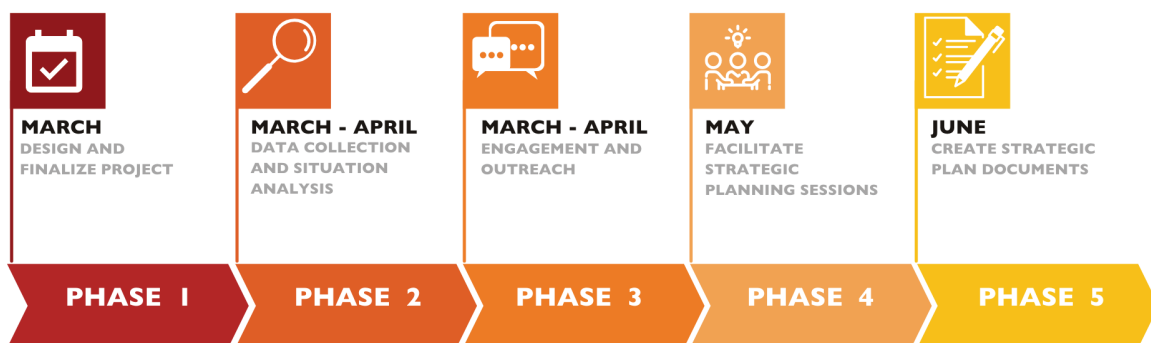 MARCH
DESIGN AND
FINALIZE PROJECT
MARCH - APRIL
DATA COLLECTION
AND SITUATION
ANALYSIS
MARCH - APRIL
ENGAGEMENT AND
OUTREACH
MAY
FACILITATE
STRATEGIC
PLANNING SESSIONS
JUNE
CREATE STRATEGIC
PLAN DOCUMENTS
PHASE 1
PHASE 2
PHASE 3
PHASE 4
PHASE 5